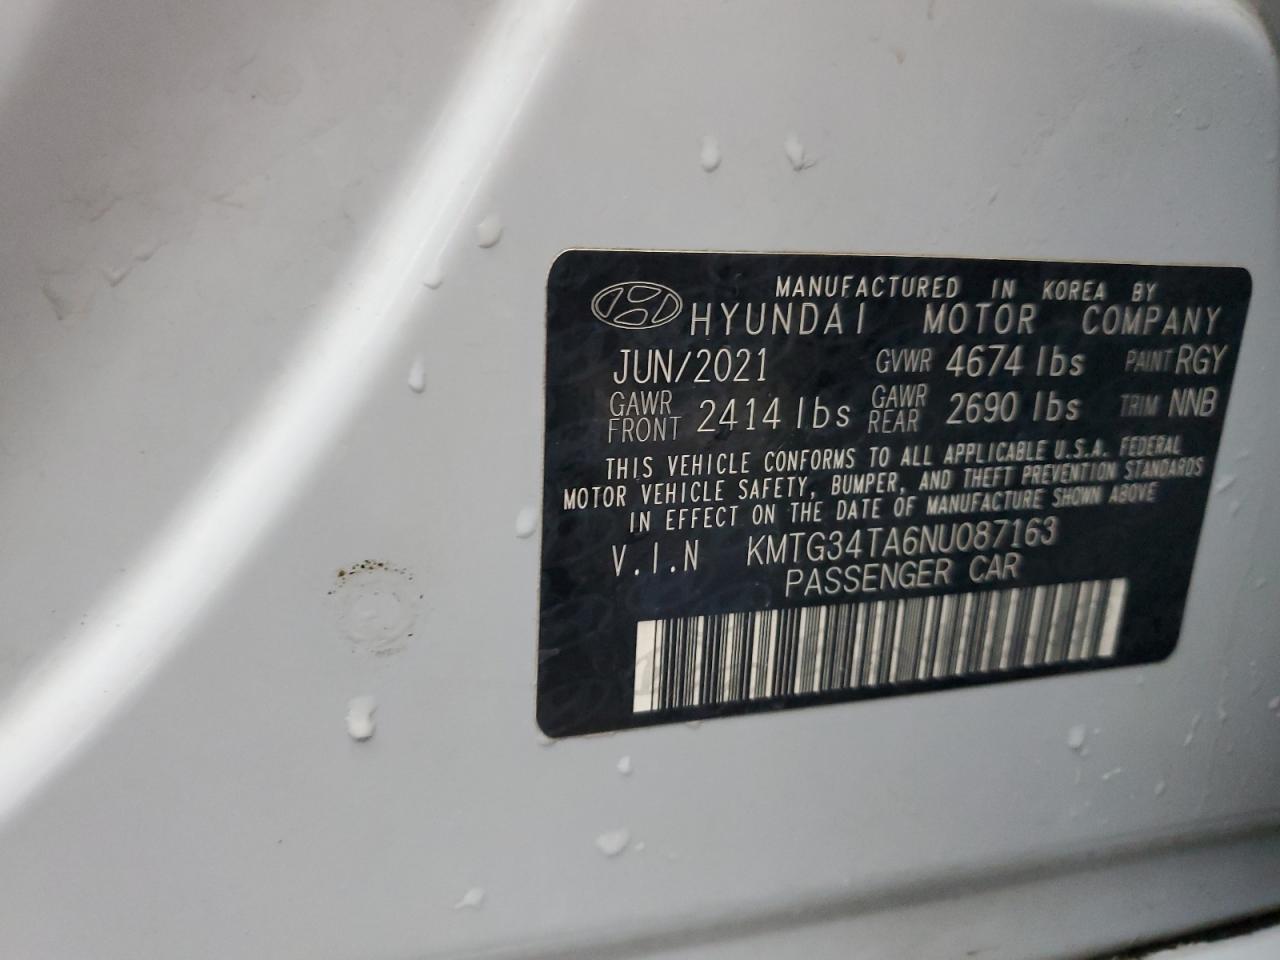 MANUFACTURED IN KOREA BY
HYUNDAI MOTOR COMPANY
JUN/2021 GVWR 4674 lbs PAINT RGY
GAWR FRONT 2414 lbs GAWR REAR 2690 lbs TRIM NNB
THIS VEHICLE CONFORMS TO ALL APPLICABLE U.S.A. FEDERAL
MOTOR VEHICLE SAFETY, BUMPER, AND THEFT PREVENTION STANDARDS
IN EFFECT ON THE DATE OF MANUFACTURE SHOWN ABOVE
V.I.N KMTG34TA6NU087163
PASSENGER CAR